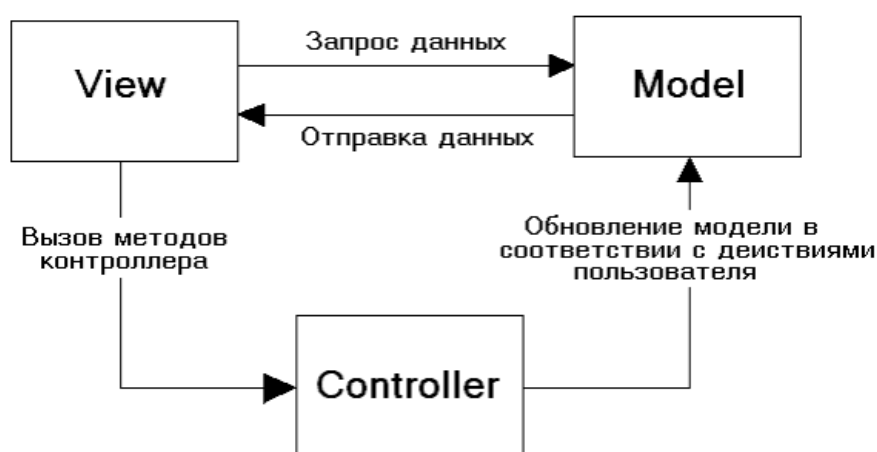 Запрос данных
View
Model
Отправка данных
Вызов методов
контроллера
Обновление модели в
соответствии с деиствиями
пользователя
Controller